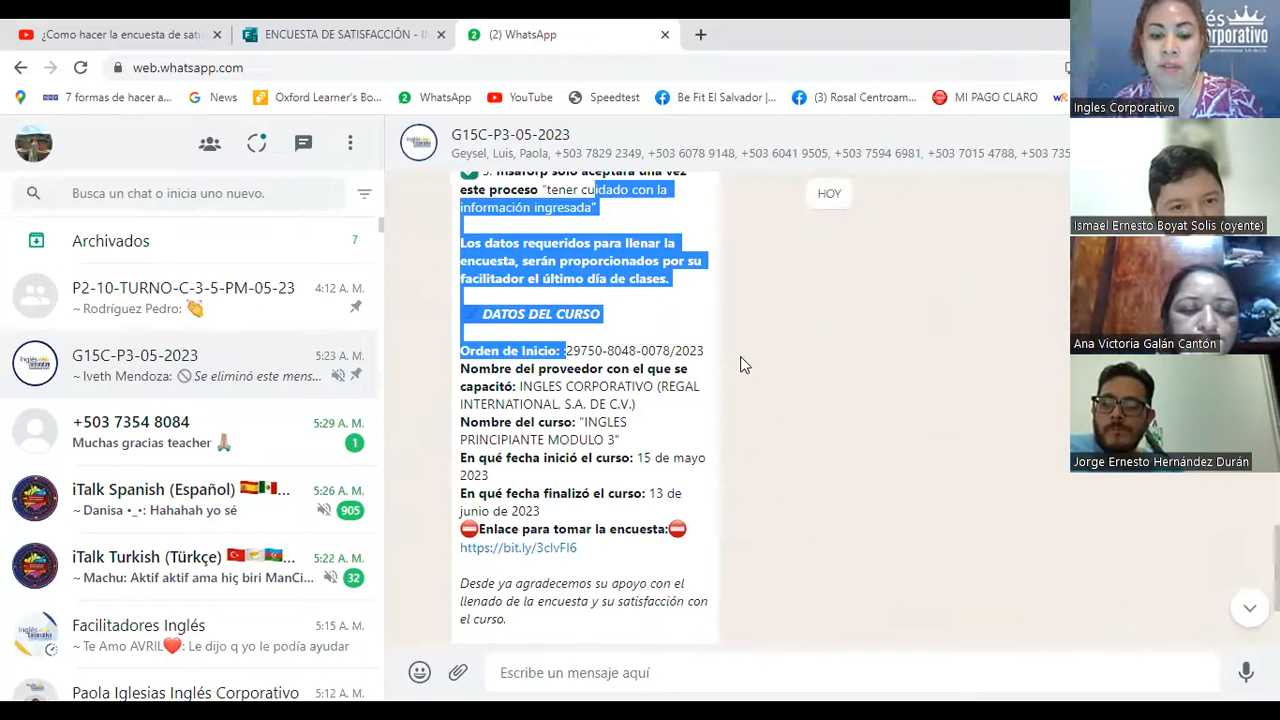 ¿Como hacer la encuesta de sati
ENCUESTA DE SATISFACCIÓN - I
(2) WhatsApp
web.whatsapp.com
7 formas de hacer a...
News
Oxford Learner's Bo...
WhatsApp
YouTube
Speedtest
Be Fit El Salvador |...
(3) Rosal Centroam...
MI PAGO CLARO
G15C-P3-05-2023
Geysel, Luis, Paola, +503 7829 2349, +503 6078 9148, +503 6041 9505, +503 7594 6981, +503 7015 4788, +503 735
Busca un chat o inicia uno nuevo.
Archivados
7
P2-10-TURNO-C-3-5-PM-05-23
4:12 A. M.
~ Rodríguez Pedro:
G15C-P3-05-2023
5:23 A. M.
~ Iveth Mendoza: Se eliminó este mens...
+503 7354 8084
5:29 A. M.
Muchas gracias teacher
1
iTalk Spanish (Español)
...
5:26 A. M.
~ Danisa •_•: Hahahah yo sé
905
iTalk Turkish (Türkçe)
...
5:22 A. M.
~ Machu: Aktif aktif ama hiç biri ManCi...
32
Facilitadores Inglés
5:15 A. M.
~ Te Amo AVRIL❤️: Le dijo q yo le podía ayudar
Paola Iglesias Inglés Corporativo
5:12 A. M.
HOY
3. Insaforp solo aceptará una vez
este proceso "tener cuidado con la
información ingresada"
Los datos requeridos para llenar la
encuesta, serán proporcionados por su
facilitador el último día de clases.
DATOS DEL CURSO
Orden de Inicio: :29750-8048-0078/2023
Nombre del proveedor con el que se
capacitó: INGLES CORPORATIVO (REGAL
INTERNATIONAL, S.A. DE C.V.)
Nombre del curso: "INGLES
PRINCIPIANTE MODULO 3"
En qué fecha inició el curso: 15 de mayo
2023
En qué fecha finalizó el curso: 13 de
junio de 2023
⛔Enlace para tomar la encuesta:⛔
https://bit.ly/3clvFI6
Desde ya agradecemos su apoyo con el
llenado de la encuesta y su satisfacción con
el curso.
Escribe un mensaje aquí
Ingles Corporativo
Ismael Ernesto Boyat Solis (oyente)
Ana Victoria Galán Cantón
Jorge Ernesto Hernández Durán